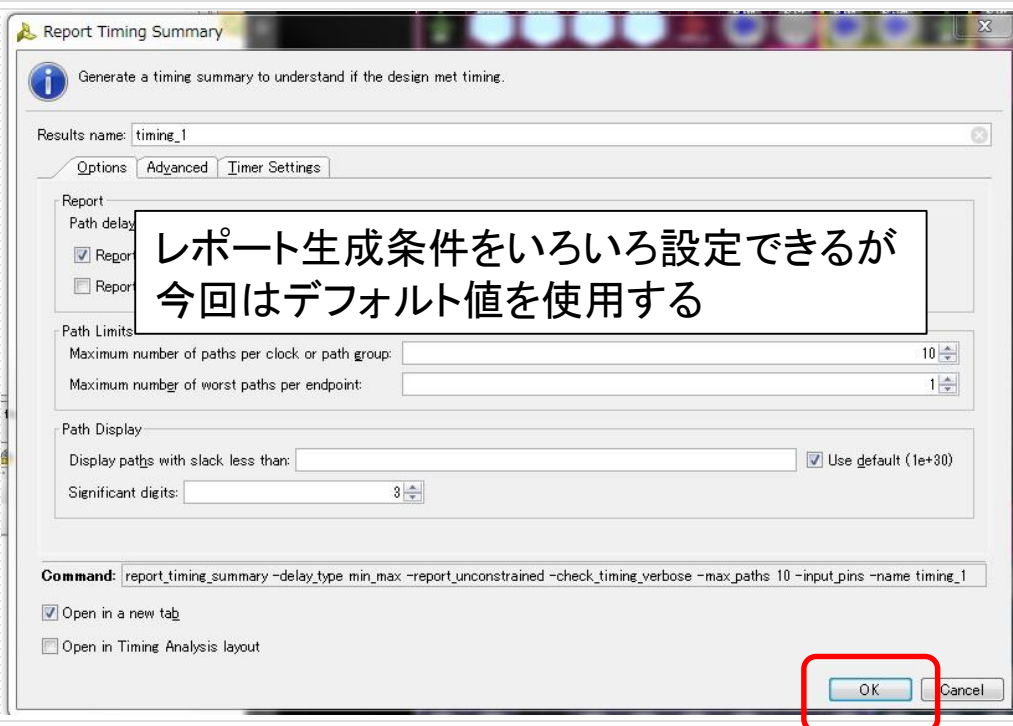 Report Timing Summary
Generate a timing summary to understand if the design met timing.
Results name: timing_1
Options Advanced Timer Settings
Report
Path delay
レポート生成条件をいろいろ設定できるが
今回はデフォルト値を使用する
Report
Report
Path Limits
Maximum number of paths per clock or path group: 10
Maximum number of worst paths per endpoint: 1
Path Display
Display paths with slack less than: Use default (1e+30)
Significant digits: 3
Command: report_timing_summary -delay_type min_max -report_unconstrained -check_timing_verbose -max_paths 10 -input_pins -name timing_1
Open in a new tab
Open in Timing Analysis layout
OK Cancel